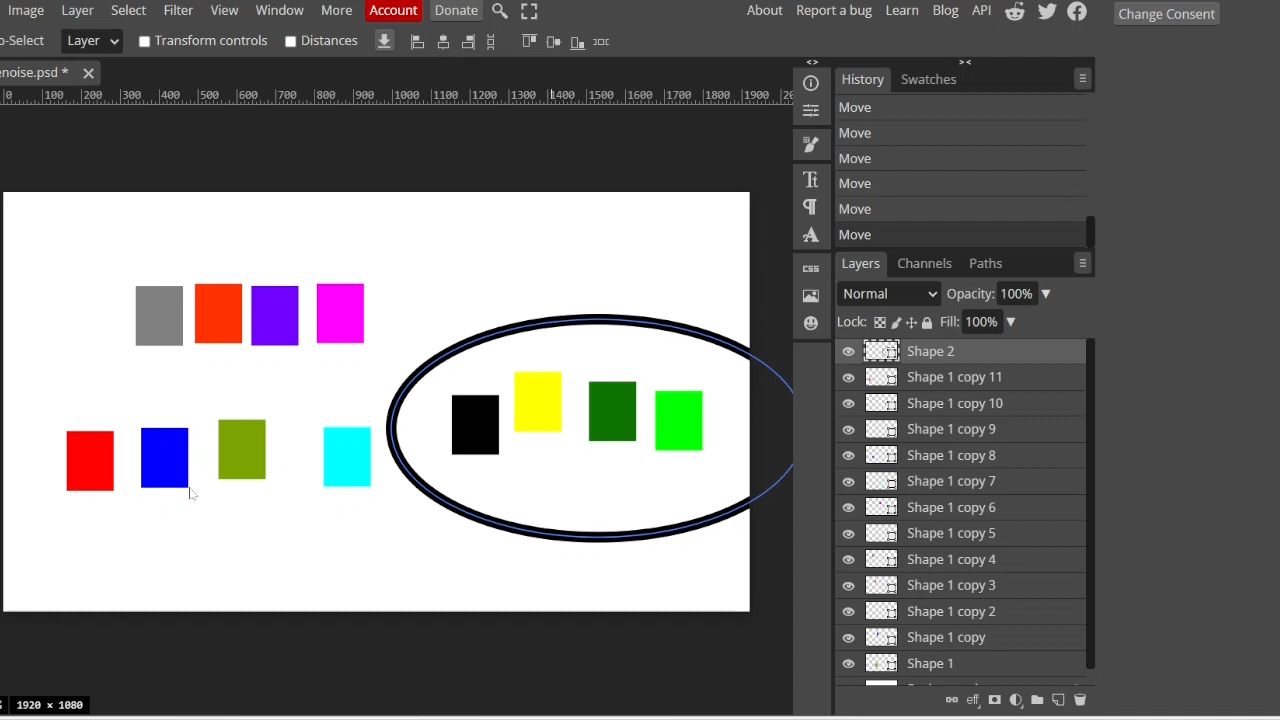 Image Layer Select Filter View Window More Account Donate About Report a bug Learn Blog API Change Consent
o-Select Layer Transform controls Distances
enoise.psd *
0 100 200 300 400 500 600 700 800 900 1000 1100 1200 1300 1400 1500 1600 1700 1800 1900 20
History Swatches
Move
Move
Move
Move
Move
Move
Layers Channels Paths
Normal Opacity: 100%
Lock: Fill: 100%
Shape 2
Shape 1 copy 11
Shape 1 copy 10
Shape 1 copy 9
Shape 1 copy 8
Shape 1 copy 7
Shape 1 copy 6
Shape 1 copy 5
Shape 1 copy 4
Shape 1 copy 3
Shape 1 copy 2
Shape 1 copy
Shape 1
CSS
eff
% 1920 × 1080